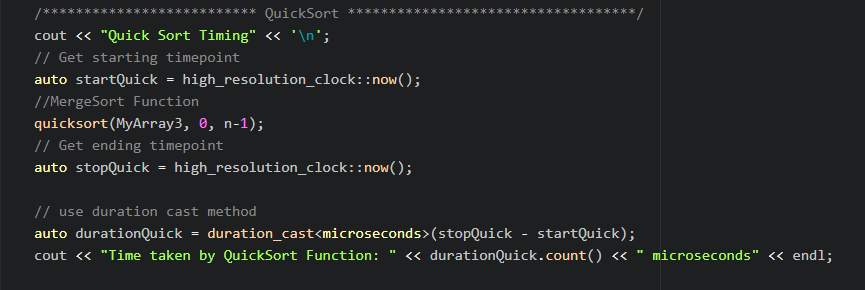 /************************** QuickSort ***********************************/
cout << "Quick Sort Timing" << '\n';
// Get starting timepoint
auto startQuick = high_resolution_clock::now();
//MergeSort Function
quicksort(MyArray3, 0, n-1);
// Get ending timepoint
auto stopQuick = high_resolution_clock::now();
// use duration cast method
auto durationQuick = duration_cast<microseconds>(stopQuick - startQuick);
cout << "Time taken by QuickSort Function: " << durationQuick.count() << " microseconds" << endl;